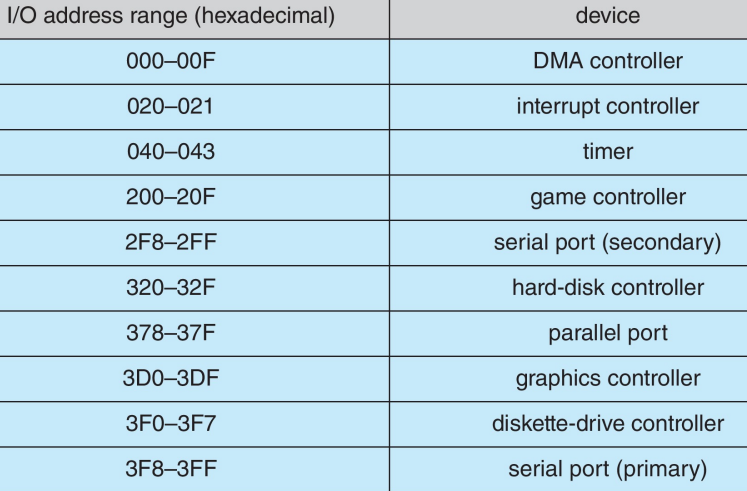 I/O address range (hexadecimal) device
000–00F DMA controller
020–021 interrupt controller
040–043 timer
200–20F game controller
2F8–2FF serial port (secondary)
320–32F hard-disk controller
378–37F parallel port
3D0–3DF graphics controller
3F0–3F7 diskette-drive controller
3F8–3FF serial port (primary)